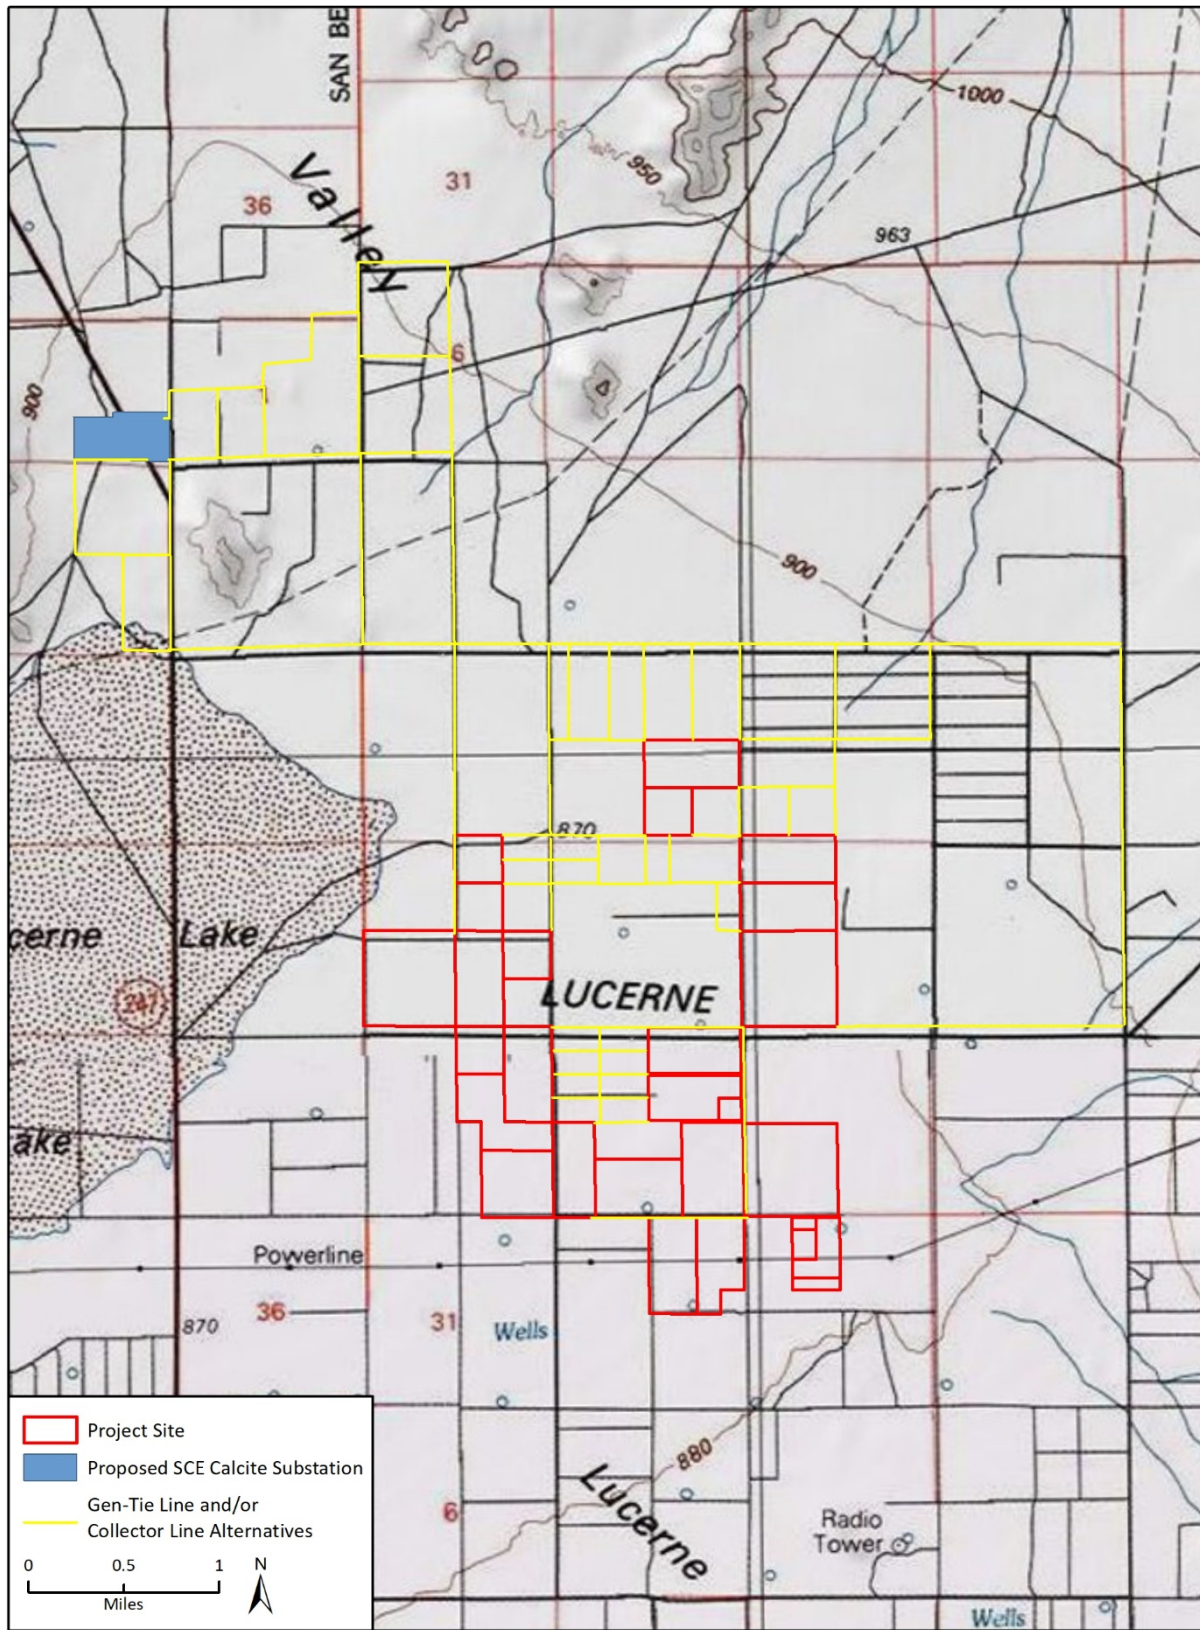 SAN BE
1000
950
31
36
Valley
963
6
900
900
870
cerne Lake
247
LUCERNE
ake
Powerline
36
31
870
Wells
880
6
Lucerne
Radio
Tower
Wells
Project Site
Proposed SCE Calcite Substation
Gen-Tie Line and/or
Collector Line Alternatives
0 0.5 1
Miles
N